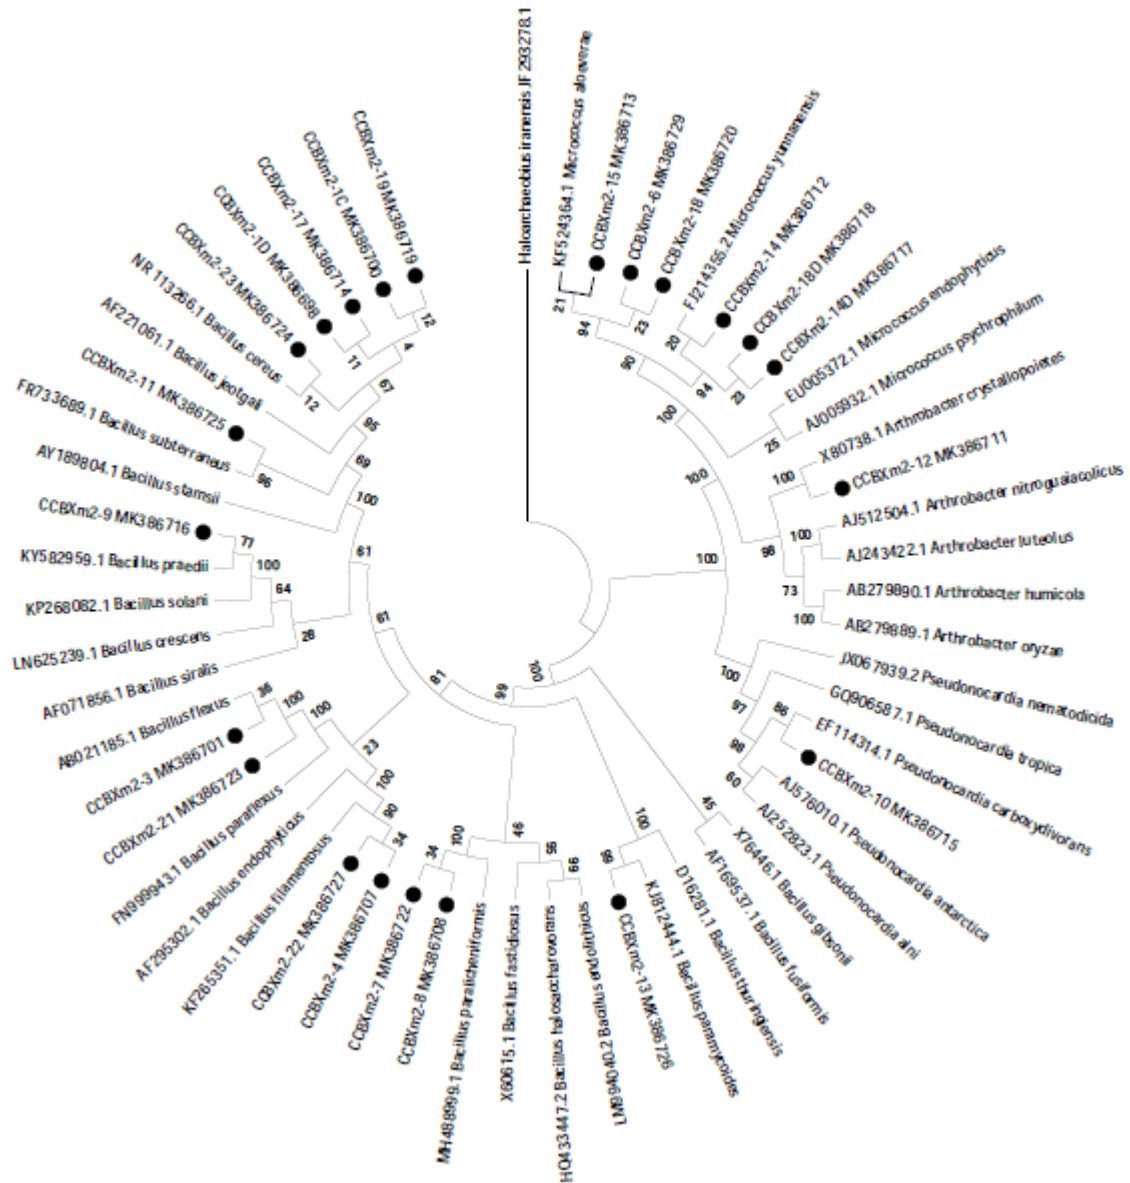 Haloarchaeobius iranensis JF293278.1
KF524364.1 Micrococcus aloeverae
CCBXm2-15 MK386713
CCBXm2-6 MK386729
CCBXm2-18 MK386720
FJ214355.2 Micrococcus yunnanensis
CCBXm2-14 MK386712
CCBXm2-18D MK386718
CCBXm2-14D MK386717
EU005372.1 Micrococcus endophyticus
AJ005932.1 Micrococcus psychrophilum
X80738.1 Arthrobacter crystallopoietes
CCBXm2-12 MK386711
AJ512504.1 Arthrobacter nitroguaiacolicus
AJ243422.1 Arthrobacter luteolus
AB279890.1 Arthrobacter humicola
AB279889.1 Arthrobacter oryzae
JX067939.2 Pseudonocardia nematodicida
GQ906587.1 Pseudonocardia tropica
EF114314.1 Pseudonocardia carboxydivorans
CCBXm2-10 MK386715
AJ576010.1 Pseudonocardia antarctica
AJ252823.1 Pseudonocardia alni
X76446.1 Bacillus gibsonii
AF169537.1 Bacillus fusiformis
D16281.1 Bacillus thuringiensis
KJ812444.1 Bacillus paramycoides
CCBXm2-13 MK386726
LM994040.2 Bacillus endolithicus
HQ433447.2 Bacillus halosaccharovorans
X60615.1 Bacillus fastidiosus
MH488999.1 Bacillus paralicheniformis
CCBXm2-8 MK386708
CCBXm2-7 MK386722
CCBXm2-4 MK386707
CCBXm2-22 MK386727
KF265351.1 Bacillus filamentosus
AF295302.1 Bacillus endophyticus
FN999943.1 Bacillus paraflexus
CCBXm2-21 MK386723
CCBXm2-3 MK386701
AB021185.1 Bacillus flexus
AF071856.1 Bacillus siralis
LN625239.1 Bacillus crescens
KP268082.1 Bacillus solani
KY582959.1 Bacillus praedii
CCBXm2-9 MK386716
AY189804.1 Bacillus stamsii
FR733689.1 Bacillus subterraneus
CCBXm2-11 MK386725
AF221061.1 Bacillus jeotgali
NR 113266.1 Bacillus cereus
CCBXm2-23 MK386724
CCBXm2-1D MK386698
CCBXm2-17 MK386714
CCBXm2-1C MK386700
CCBXm2-19 MK386719
21
94
23
90
20
94
23
100
25
100
100
98
100
73
100
100
100
97
86
98
60
45
100
100
99
46
95
99
81
61
100
34
34
90
100
23
100
100
36
61
28
64
100
77
100
69
96
95
67
12
4
11
12